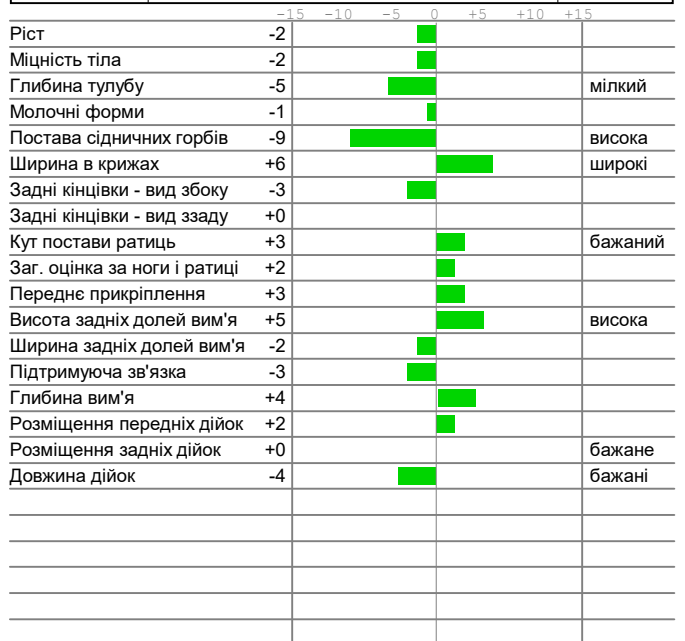 -15 -10 -5 0 +5 +10 +15
Ріст -2
Міцність тіла -2
Глибина тулубу -5 мілкий
Молочні форми -1
Постава сідничних горбів -9 висока
Ширина в крижах +6 широкі
Задні кінцівки - вид збоку -3
Задні кінцівки - вид ззаду +0
Кут постави ратиць +3 бажаний
Заг. оцінка за ноги і ратиці +2
Переднє прикріплення +3
Висота задніх долей вим'я +5 висока
Ширина задніх долей вим'я -2
Підтримуюча зв'язка -3
Глибина вим'я +4
Розміщення передніх дійок +2
Розміщення задніх дійок +0 бажане
Довжина дійок -4 бажані